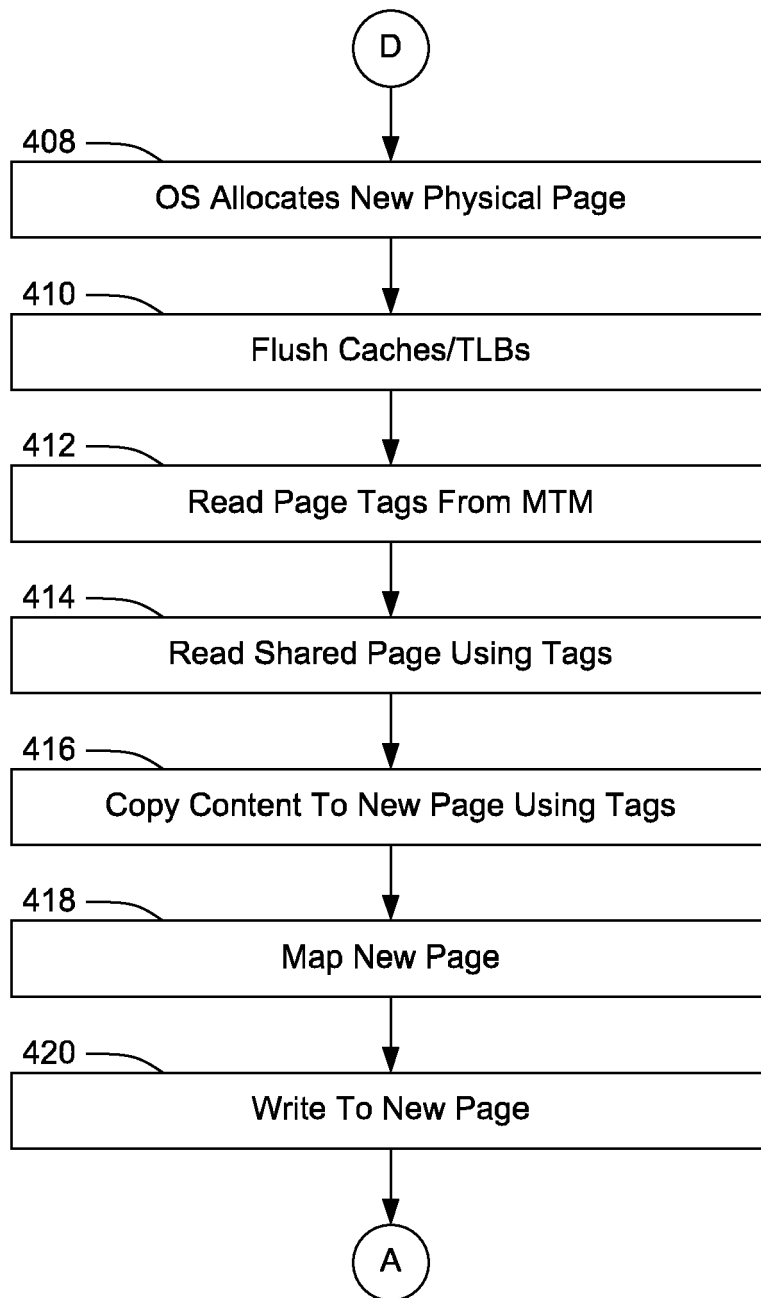 D
408
OS Allocates New Physical Page
410
Flush Caches/TLBs
412
Read Page Tags From MTM
414
Read Shared Page Using Tags
416
Copy Content To New Page Using Tags
418
Map New Page
420
Write To New Page
A